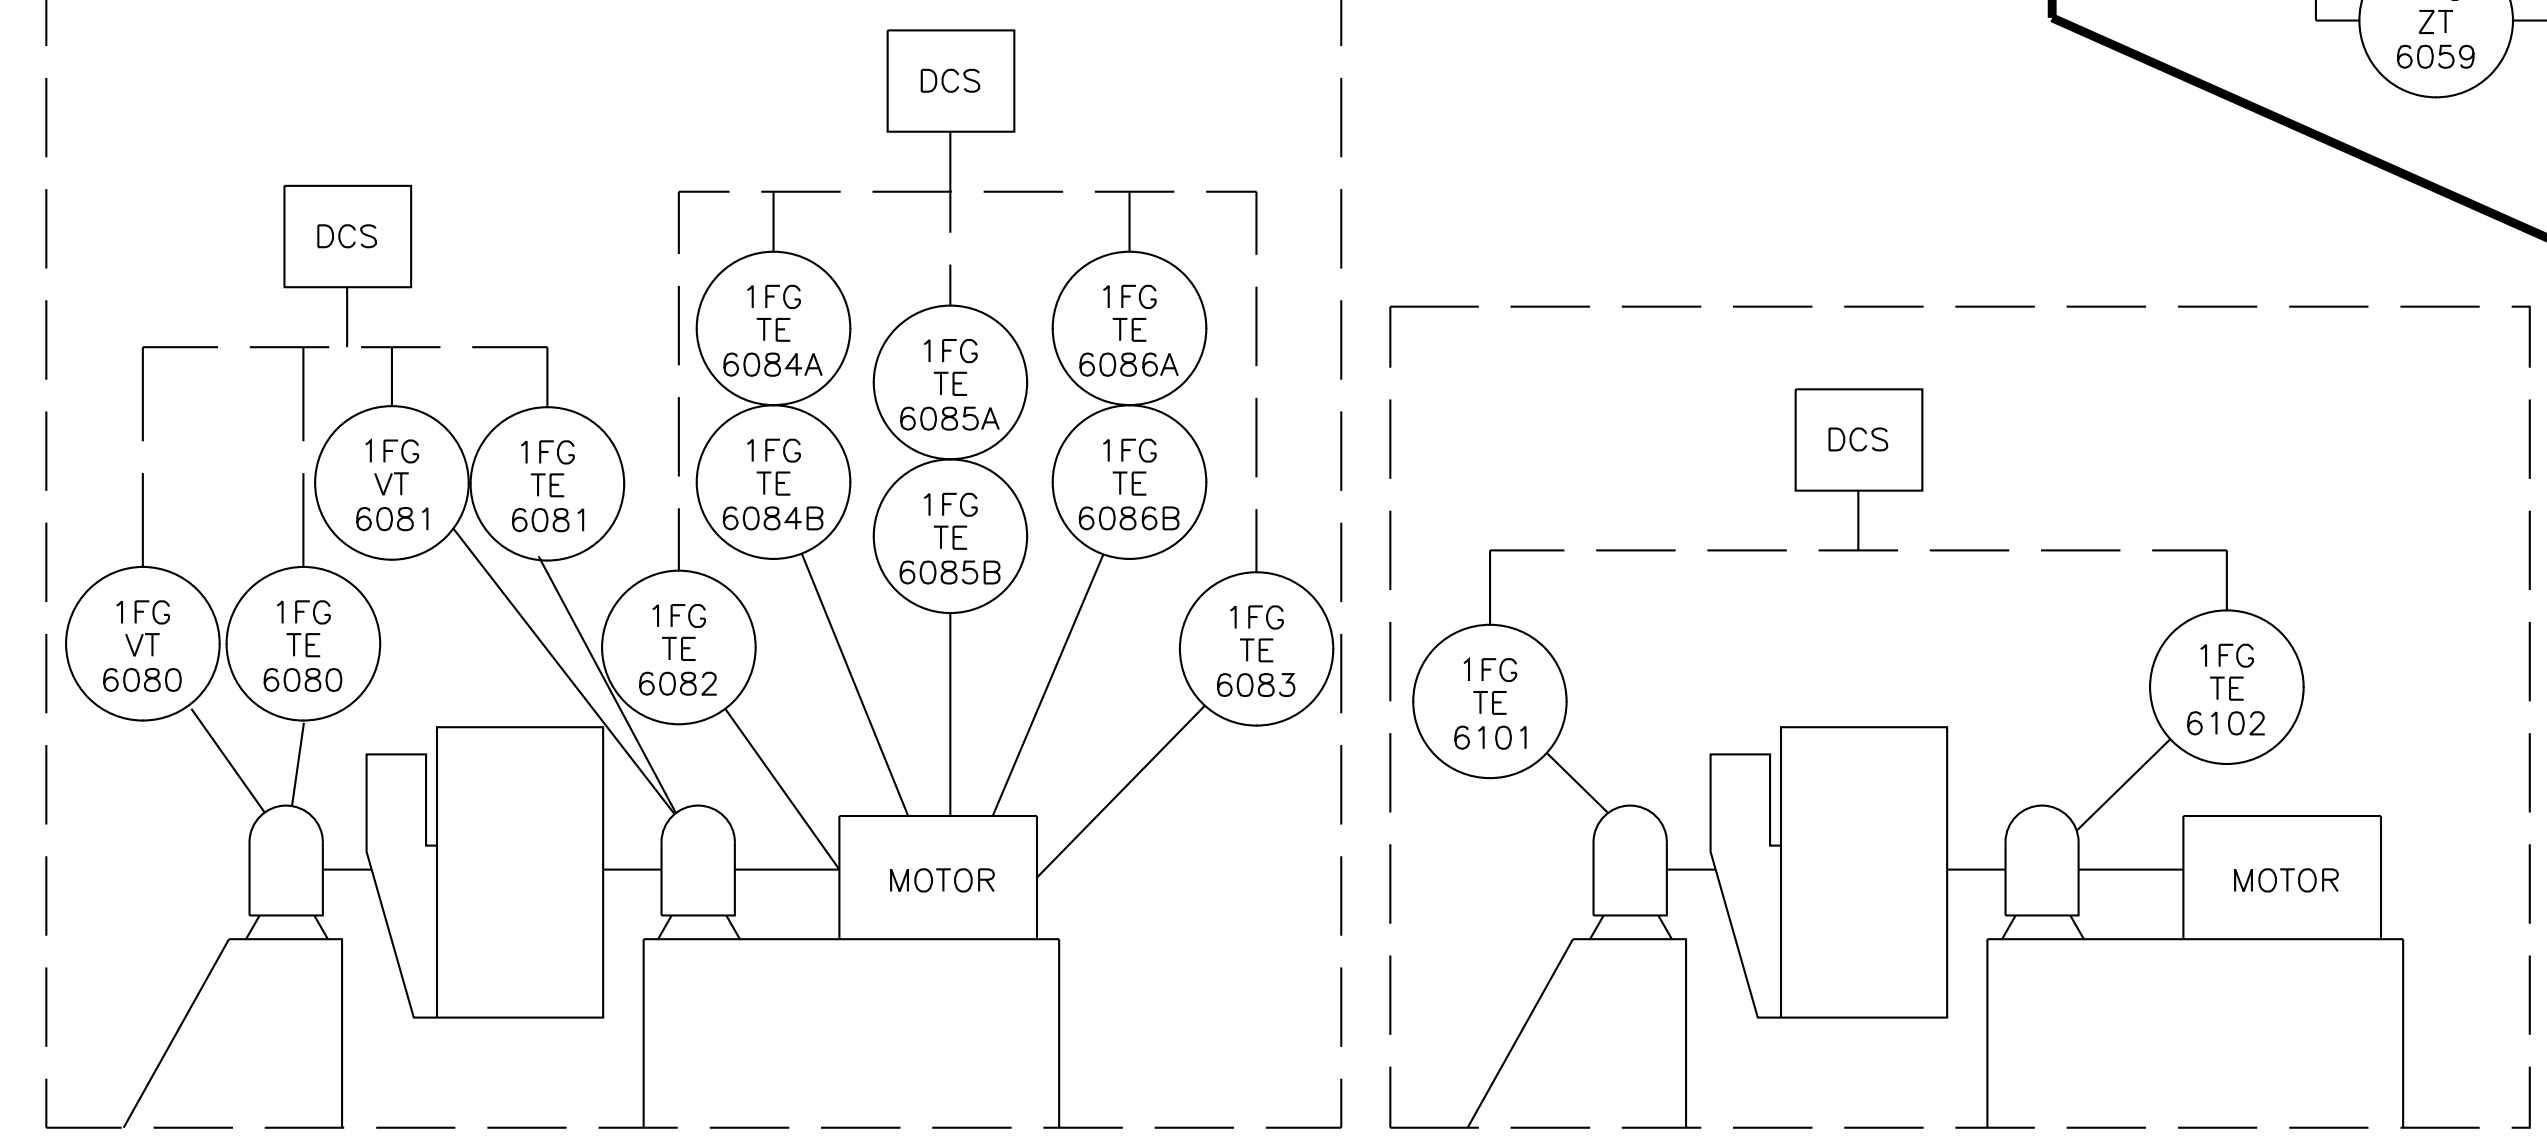 ZT
6059
DCS
DCS
1FG
TE
6084A
1FG
TE
6085A
1FG
TE
6086A
1FG
VT
6081
1FG
TE
6081
1FG
TE
6084B
1FG
TE
6085B
1FG
TE
6086B
DCS
1FG
VT
6080
1FG
TE
6080
1FG
TE
6082
1FG
TE
6083
1FG
TE
6101
1FG
TE
6102
MOTOR
MOTOR